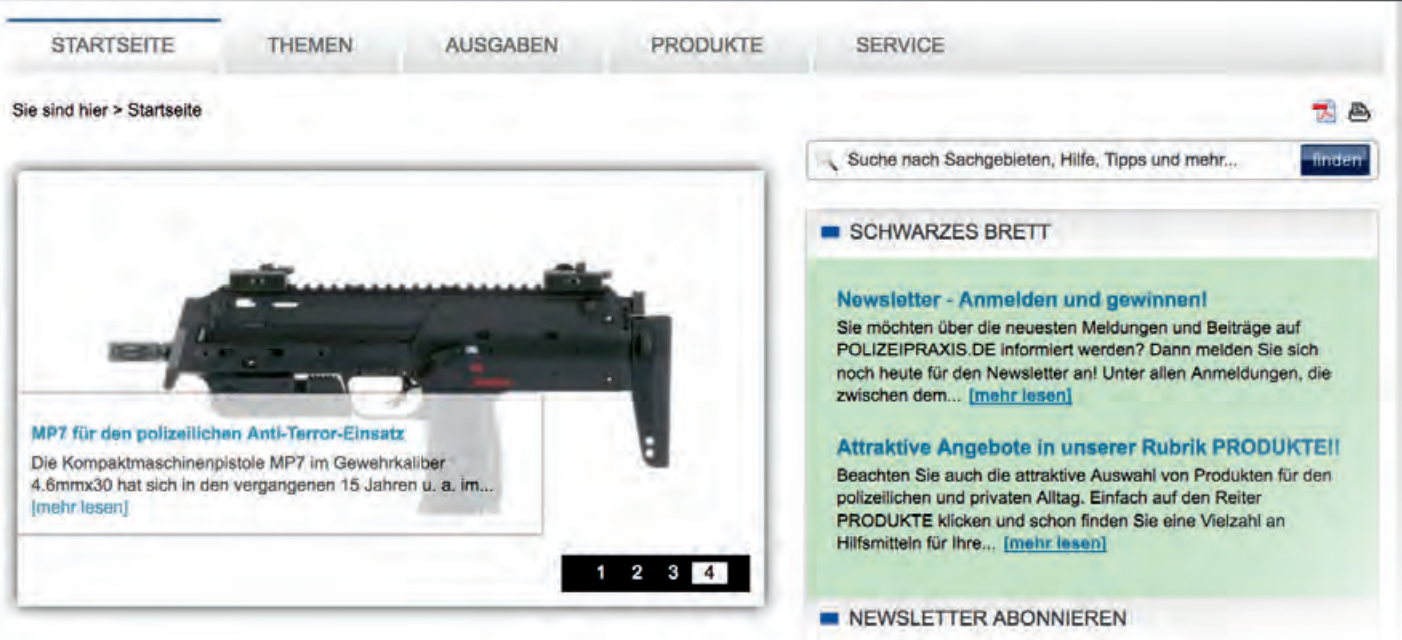 STARTSEITE THEMEN AUSGABEN PRODUKTE SERVICE
Sie sind hier > Startseite
Suche nach Sachgebieten, Hilfe, Tipps und mehr... finden
MP7 für den polizeilichen Anti-Terror-Einsatz
Die Kompaktmaschinenpistole MP7 im Gewehrkaliber
4.6mmx30 hat sich in den vergangenen 15 Jahren u. a. im...
[mehr lesen]
1 2 3 4
SCHWARZES BRETT
Newsletter - Anmelden und gewinnen!
Sie möchten über die neuesten Meldungen und Beiträge auf
POLIZEIPRAXIS.DE informiert werden? Dann melden Sie sich
noch heute für den Newsletter an! Unter allen Anmeldungen, die
zwischen dem... [mehr lesen]
Attraktive Angebote in unserer Rubrik PRODUKTE!!
Beachten Sie auch die attraktive Auswahl von Produkten für den
polizeilichen und privaten Alltag. Einfach auf den Reiter
PRODUKTE klicken und schon finden Sie eine Vielzahl an
Hilfsmitteln für Ihre... [mehr lesen]
NEWSLETTER ABONNIEREN